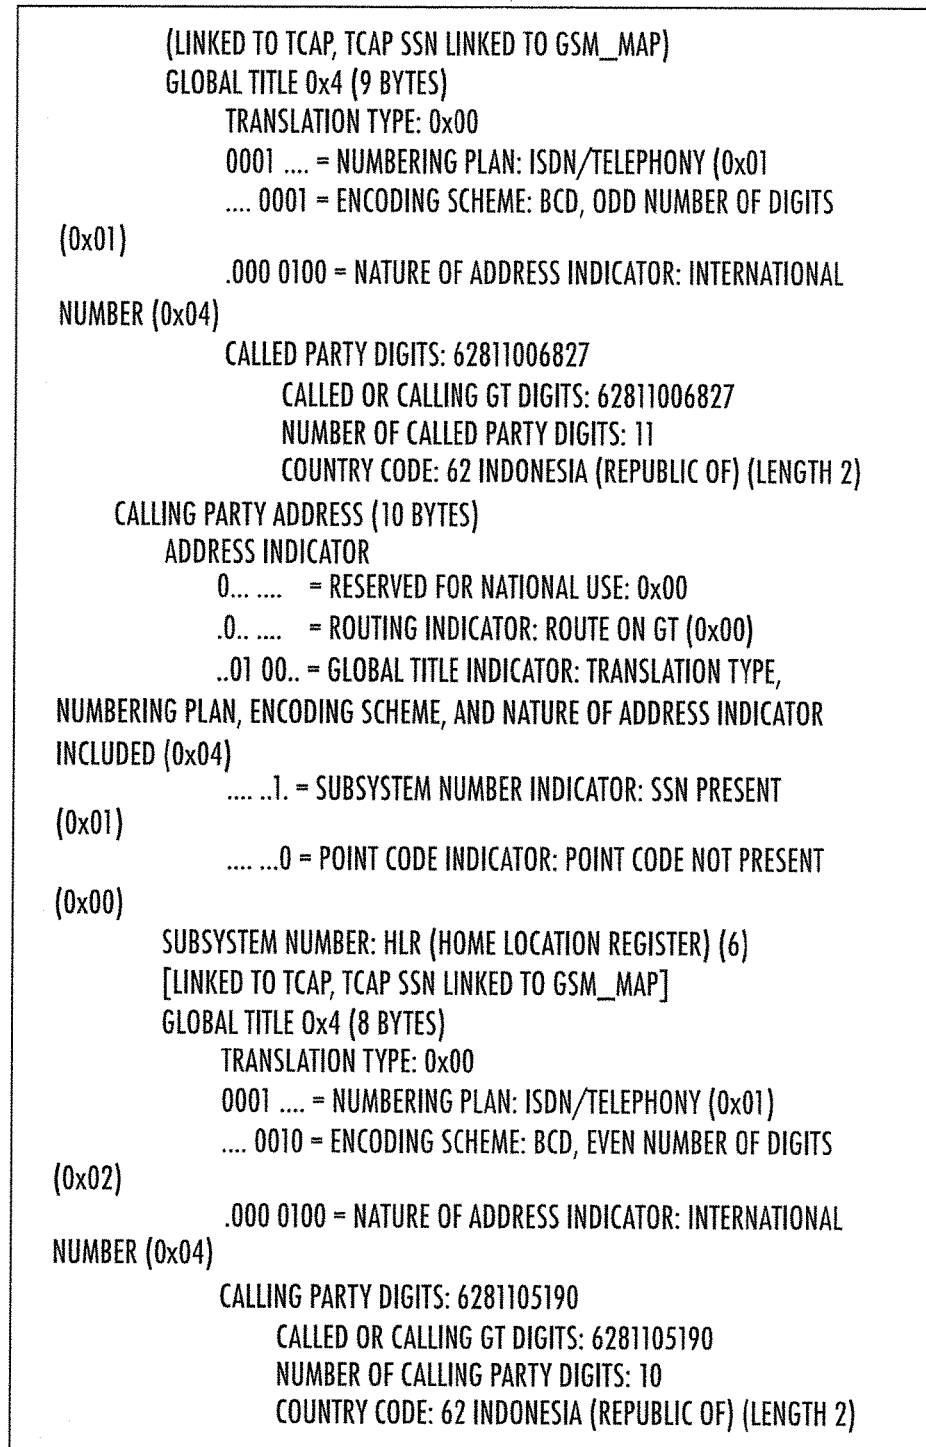 (LINKED TO TCAP, TCAP SSN LINKED TO GSM_MAP)
GLOBAL TITLE 0x4 (9 BYTES)
TRANSLATION TYPE: 0x00
0001 .... = NUMBERING PLAN: ISDN/TELEPHONY (0x01
.... 0001 = ENCODING SCHEME: BCD, ODD NUMBER OF DIGITS
(0x01)
.000 0100 = NATURE OF ADDRESS INDICATOR: INTERNATIONAL
NUMBER (0x04)
CALLED PARTY DIGITS: 62811006827
CALLED OR CALLING GT DIGITS: 62811006827
NUMBER OF CALLED PARTY DIGITS: 11
COUNTRY CODE: 62 INDONESIA (REPUBLIC OF) (LENGTH 2)
CALLING PARTY ADDRESS (10 BYTES)
ADDRESS INDICATOR
0... .... = RESERVED FOR NATIONAL USE: 0x00
.0.. .... = ROUTING INDICATOR: ROUTE ON GT (0x00)
..01 00.. = GLOBAL TITLE INDICATOR: TRANSLATION TYPE,
NUMBERING PLAN, ENCODING SCHEME, AND NATURE OF ADDRESS INDICATOR
INCLUDED (0x04)
.... ..1. = SUBSYSTEM NUMBER INDICATOR: SSN PRESENT
(0x01)
.... ...0 = POINT CODE INDICATOR: POINT CODE NOT PRESENT
(0x00)
SUBSYSTEM NUMBER: HLR (HOME LOCATION REGISTER) (6)
[LINKED TO TCAP, TCAP SSN LINKED TO GSM_MAP]
GLOBAL TITLE 0x4 (8 BYTES)
TRANSLATION TYPE: 0x00
0001 .... = NUMBERING PLAN: ISDN/TELEPHONY (0x01)
.... 0010 = ENCODING SCHEME: BCD, EVEN NUMBER OF DIGITS
(0x02)
.000 0100 = NATURE OF ADDRESS INDICATOR: INTERNATIONAL
NUMBER (0x04)
CALLING PARTY DIGITS: 6281105190
CALLED OR CALLING GT DIGITS: 6281105190
NUMBER OF CALLING PARTY DIGITS: 10
COUNTRY CODE: 62 INDONESIA (REPUBLIC OF) (LENGTH 2)